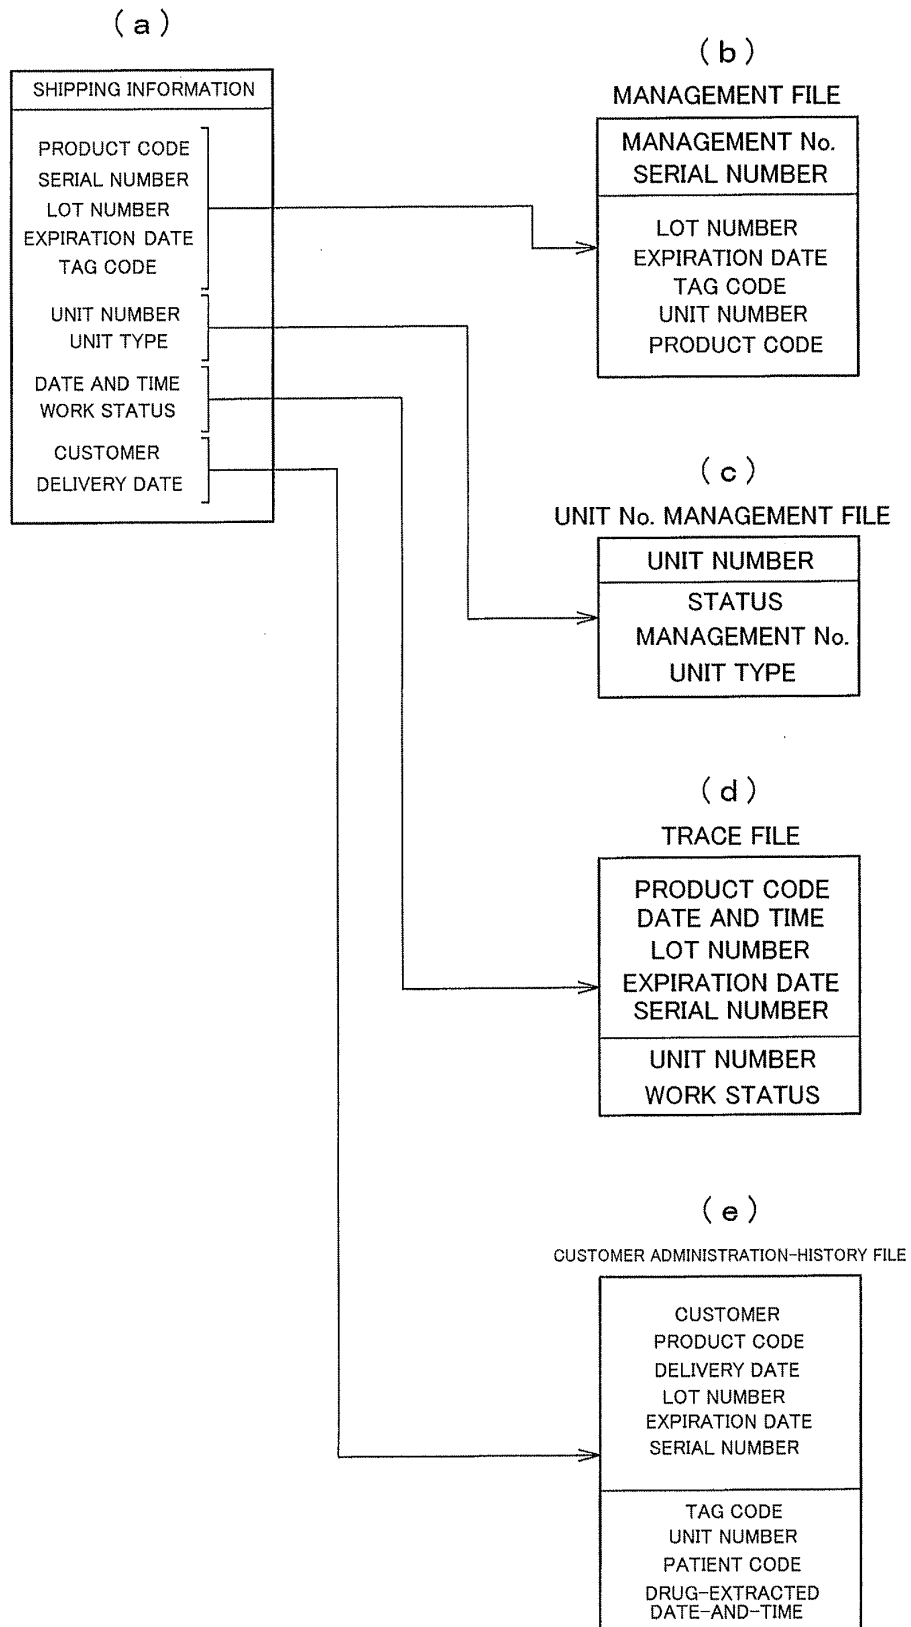 (a)
SHIPPING INFORMATION
PRODUCT CODE
SERIAL NUMBER
LOT NUMBER
EXPIRATION DATE
TAG CODE
UNIT NUMBER
UNIT TYPE
DATE AND TIME
WORK STATUS
CUSTOMER
DELIVERY DATE
(b)
MANAGEMENT FILE
MANAGEMENT No.
SERIAL NUMBER
LOT NUMBER
EXPIRATION DATE
TAG CODE
UNIT NUMBER
PRODUCT CODE
(c)
UNIT No. MANAGEMENT FILE
UNIT NUMBER
STATUS
MANAGEMENT No.
UNIT TYPE
(d)
TRACE FILE
PRODUCT CODE
DATE AND TIME
LOT NUMBER
EXPIRATION DATE
SERIAL NUMBER
UNIT NUMBER
WORK STATUS
(e)
CUSTOMER ADMINISTRATION-HISTORY FILE
CUSTOMER
PRODUCT CODE
DELIVERY DATE
LOT NUMBER
EXPIRATION DATE
SERIAL NUMBER
TAG CODE
UNIT NUMBER
PATIENT CODE
DRUG-EXTRACTED
DATE-AND-TIME